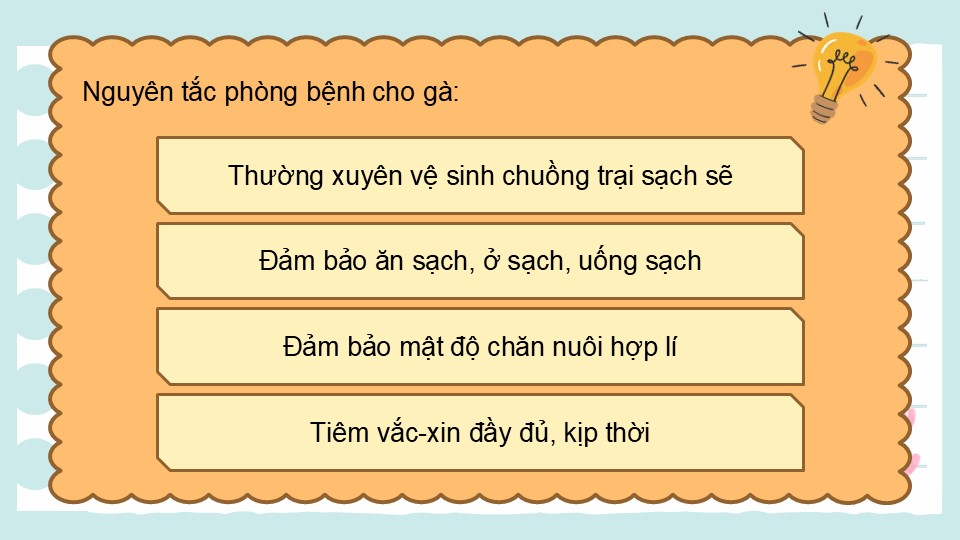 Nguyên tắc phòng bệnh cho gà:
Thường xuyên vệ sinh chuồng trại sạch sẽ
Đảm bảo ăn sạch, ở sạch, uống sạch
Đảm bảo mật độ chăn nuôi hợp lí
Tiêm vắc-xin đầy đủ, kịp thời